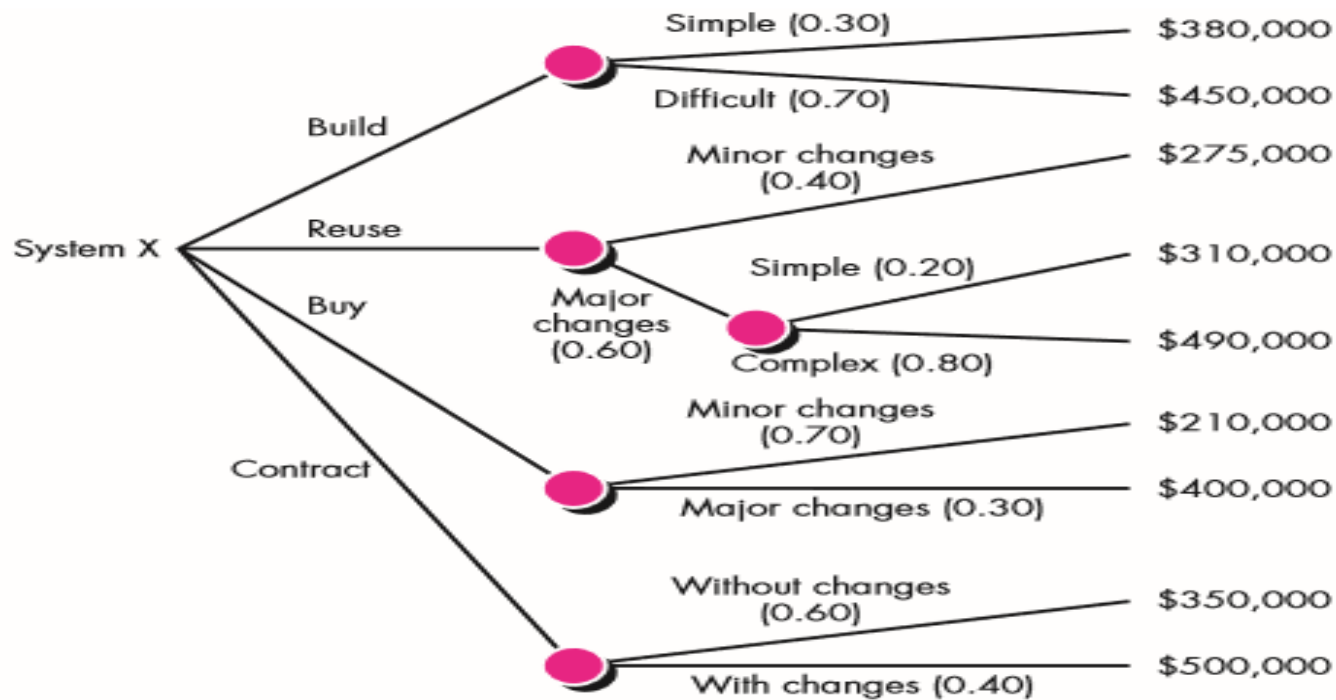 Simple (0.30)
$380,000
Difficult (0.70)
$450,000
Build
Minor changes
(0.40)
$275,000
Reuse
System X
Simple (0.20)
$310,000
Major
changes
(0.60)
Buy
Complex (0.80)
$490,000
Minor changes
(0.70)
$210,000
Contract
Major changes (0.30)
$400,000
Without changes
(0.60)
$350,000
With changes (0.40)
$500,000